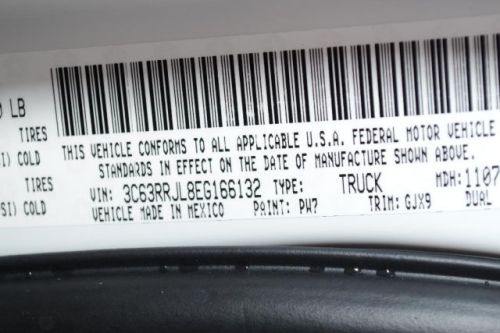 LB
TIRES
COLD
TIRES
SI) COLD
THIS VEHICLE CONFORMS TO ALL APPLICABLE U.S.A. FEDERAL MOTOR VEHICLE
STANDARDS IN EFFECT ON THE DATE OF MANUFACTURE SHOWN ABOVE.
VIN: 3C63RRJL8EG166132 TYPE: TRUCK MDH: 1107
VEHICLE MADE IN MEXICO PAINT: PW7 TRIM: GJX9 DUAL